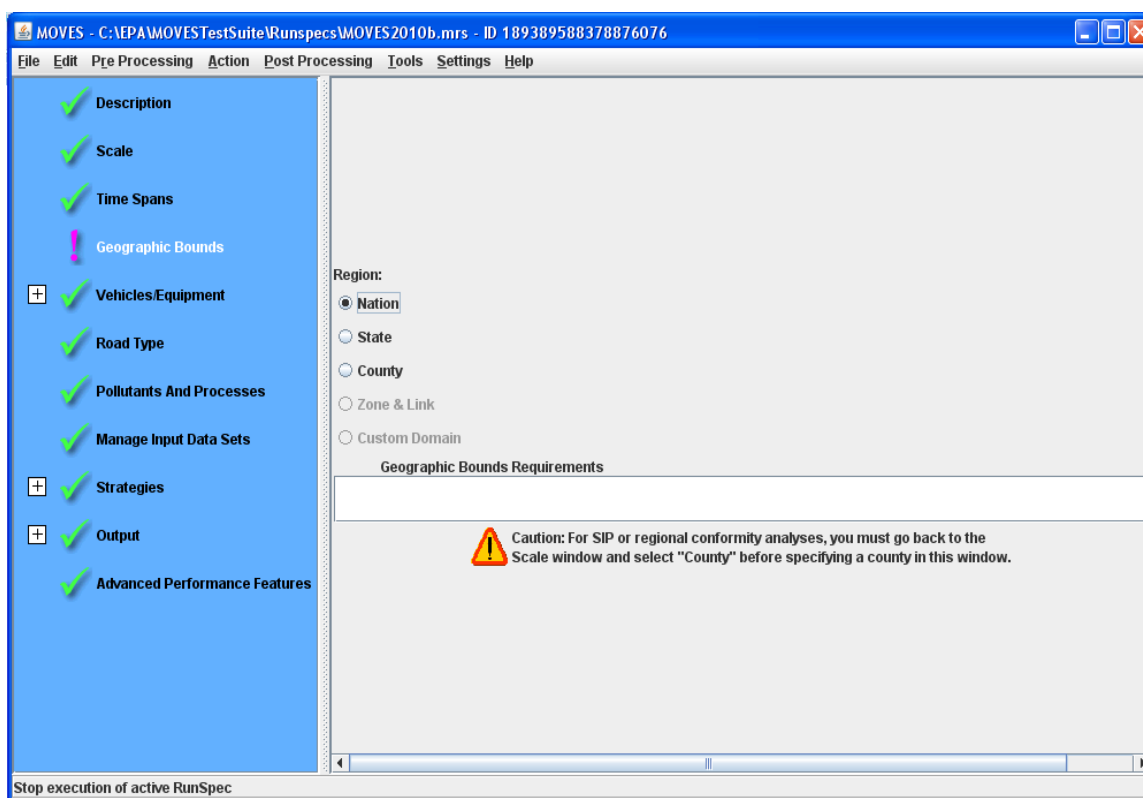 MOVES - C:\EPA\MOVESTestSuite\Runspecs\MOVES2010b.mrs - ID 189389588378876076
File Edit Pre Processing Action Post Processing Tools Settings Help
Description
Scale
Time Spans
Geographic Bounds
Vehicles/Equipment
Road Type
Pollutants And Processes
Manage Input Data Sets
Strategies
Output
Advanced Performance Features
Region:
Nation
State
County
Zone & Link
Custom Domain
Geographic Bounds Requirements
Caution: For SIP or regional conformity analyses, you must go back to the
Scale window and select "County" before specifying a county in this window.
Stop execution of active RunSpec